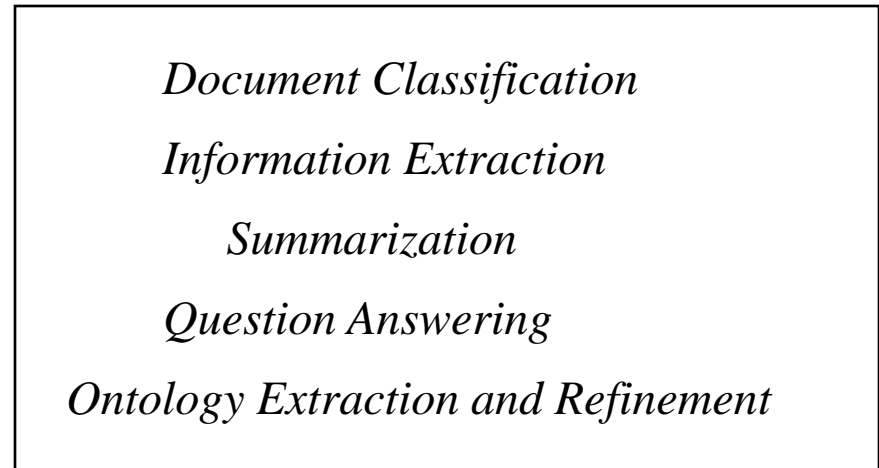 Document Classification
Information Extraction
Summarization
Question Answering
Ontology Extraction and Refinement